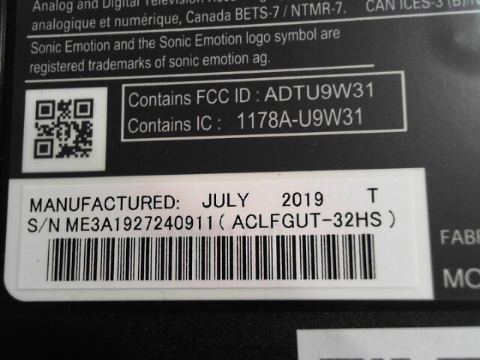 Analog and Digital Television
analogique et numérique, Canada BETS-7 / NTMR-7.
CAN ICES-3 (B)/N
Sonic Emotion and the Sonic Emotion logo symbol are
registered trademarks of sonic emotion ag.
Contains FCC ID : ADTU9W31
Contains IC : 1178A-U9W31
MANUFACTURED: JULY 2019 T
S/N ME3A1927240911 ( ACLFGUT-32HS )
FABR
MO